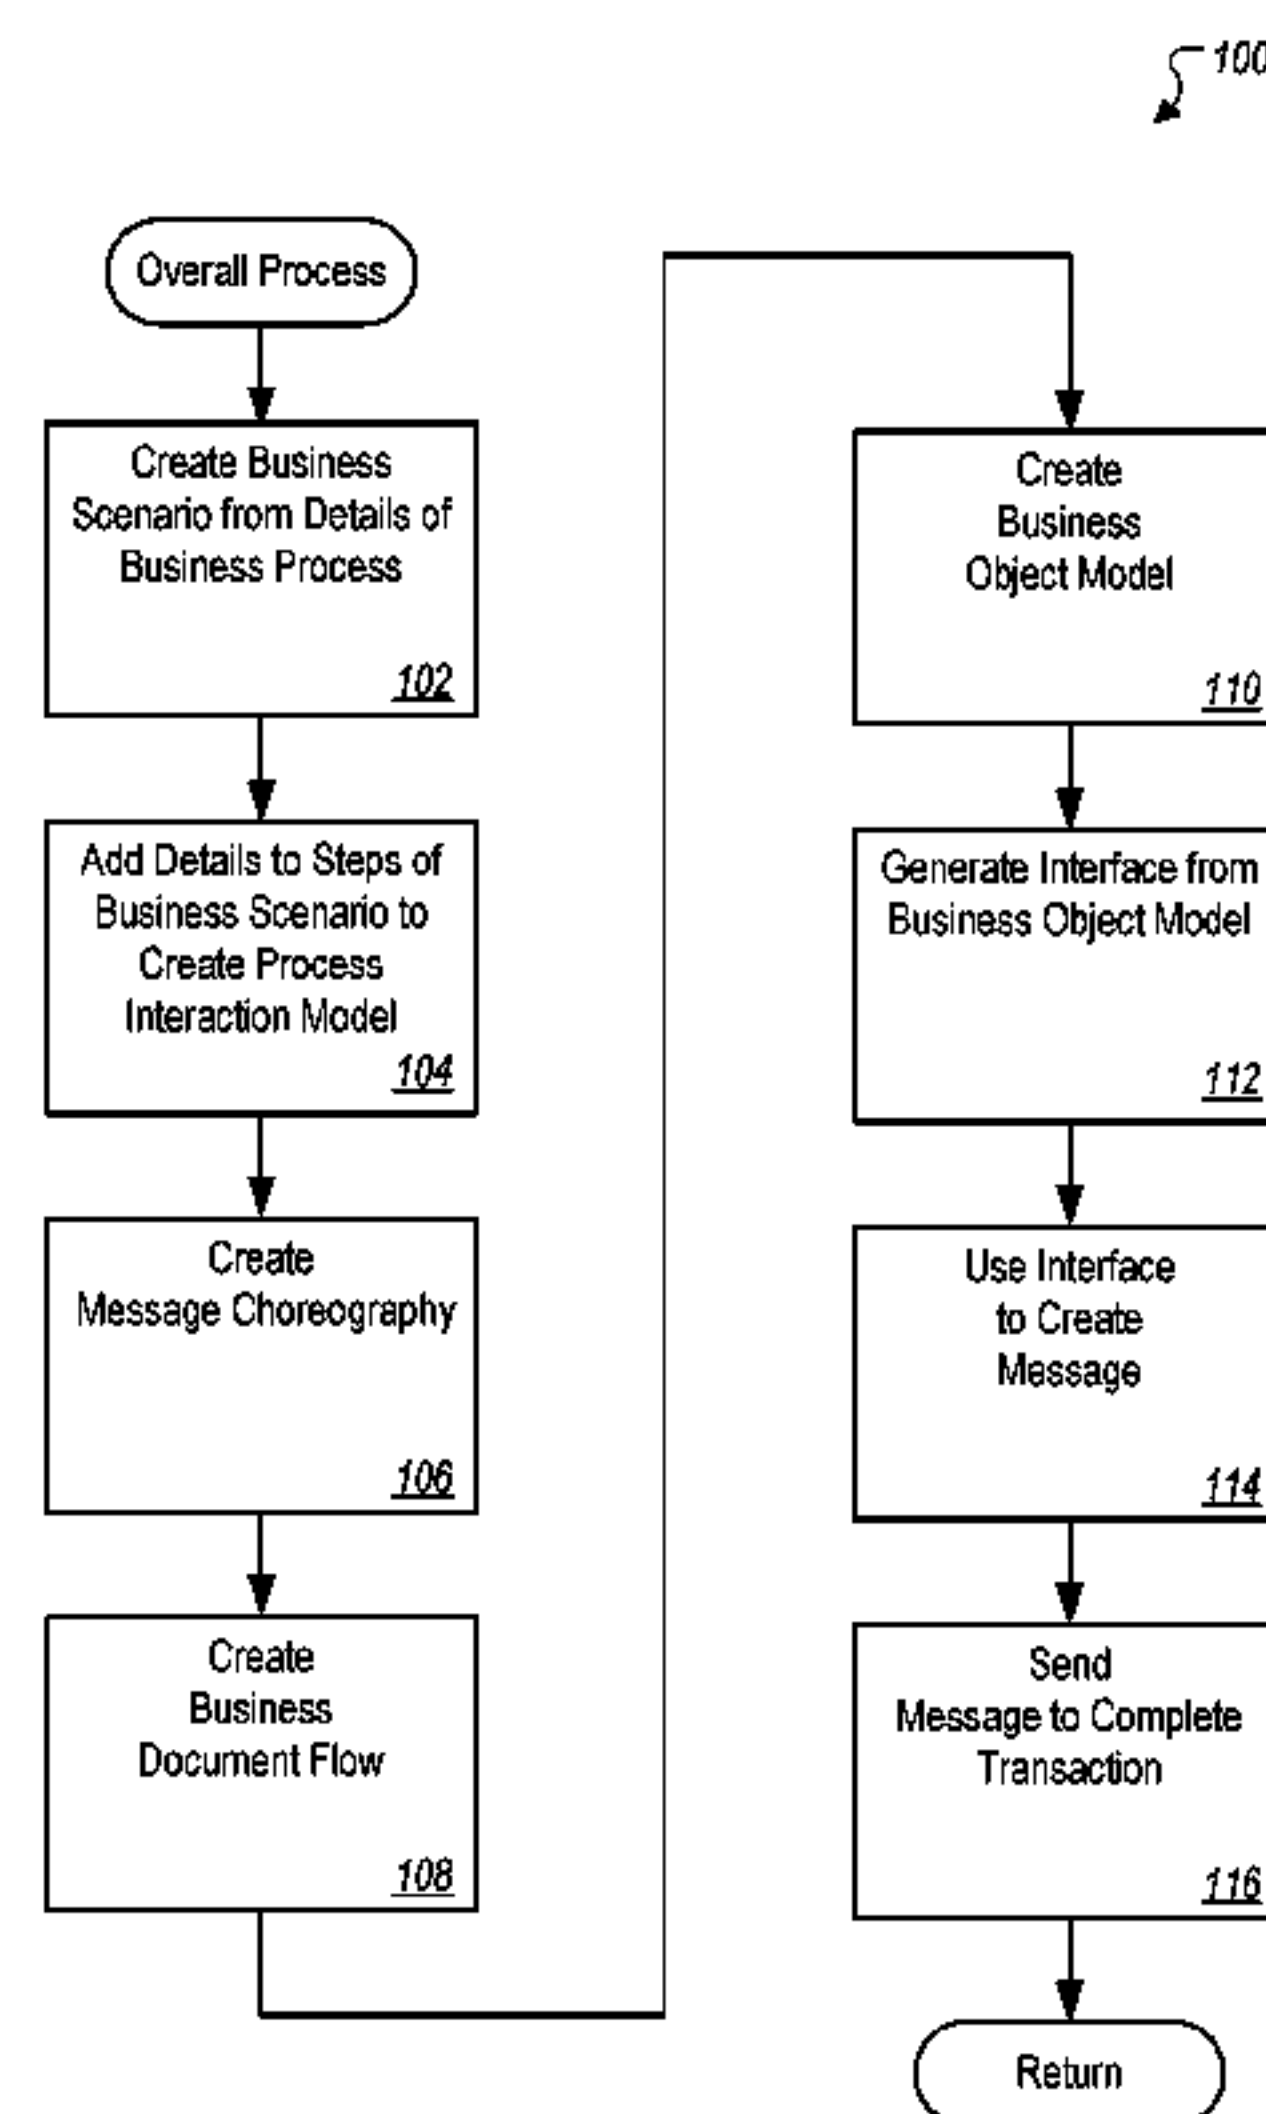 100
Overall Process
Create Business
Scenario from Details of
Business Process
102
Add Details to Steps of
Business Scenario to
Create Process
Interaction Model
104
Create
Message Choreography
106
Create
Business
Document Flow
108
Create
Business
Object Model
110
Generate Interface from
Business Object Model
112
Use Interface
to Create
Message
114
Send
Message to Complete
Transaction
116
Return